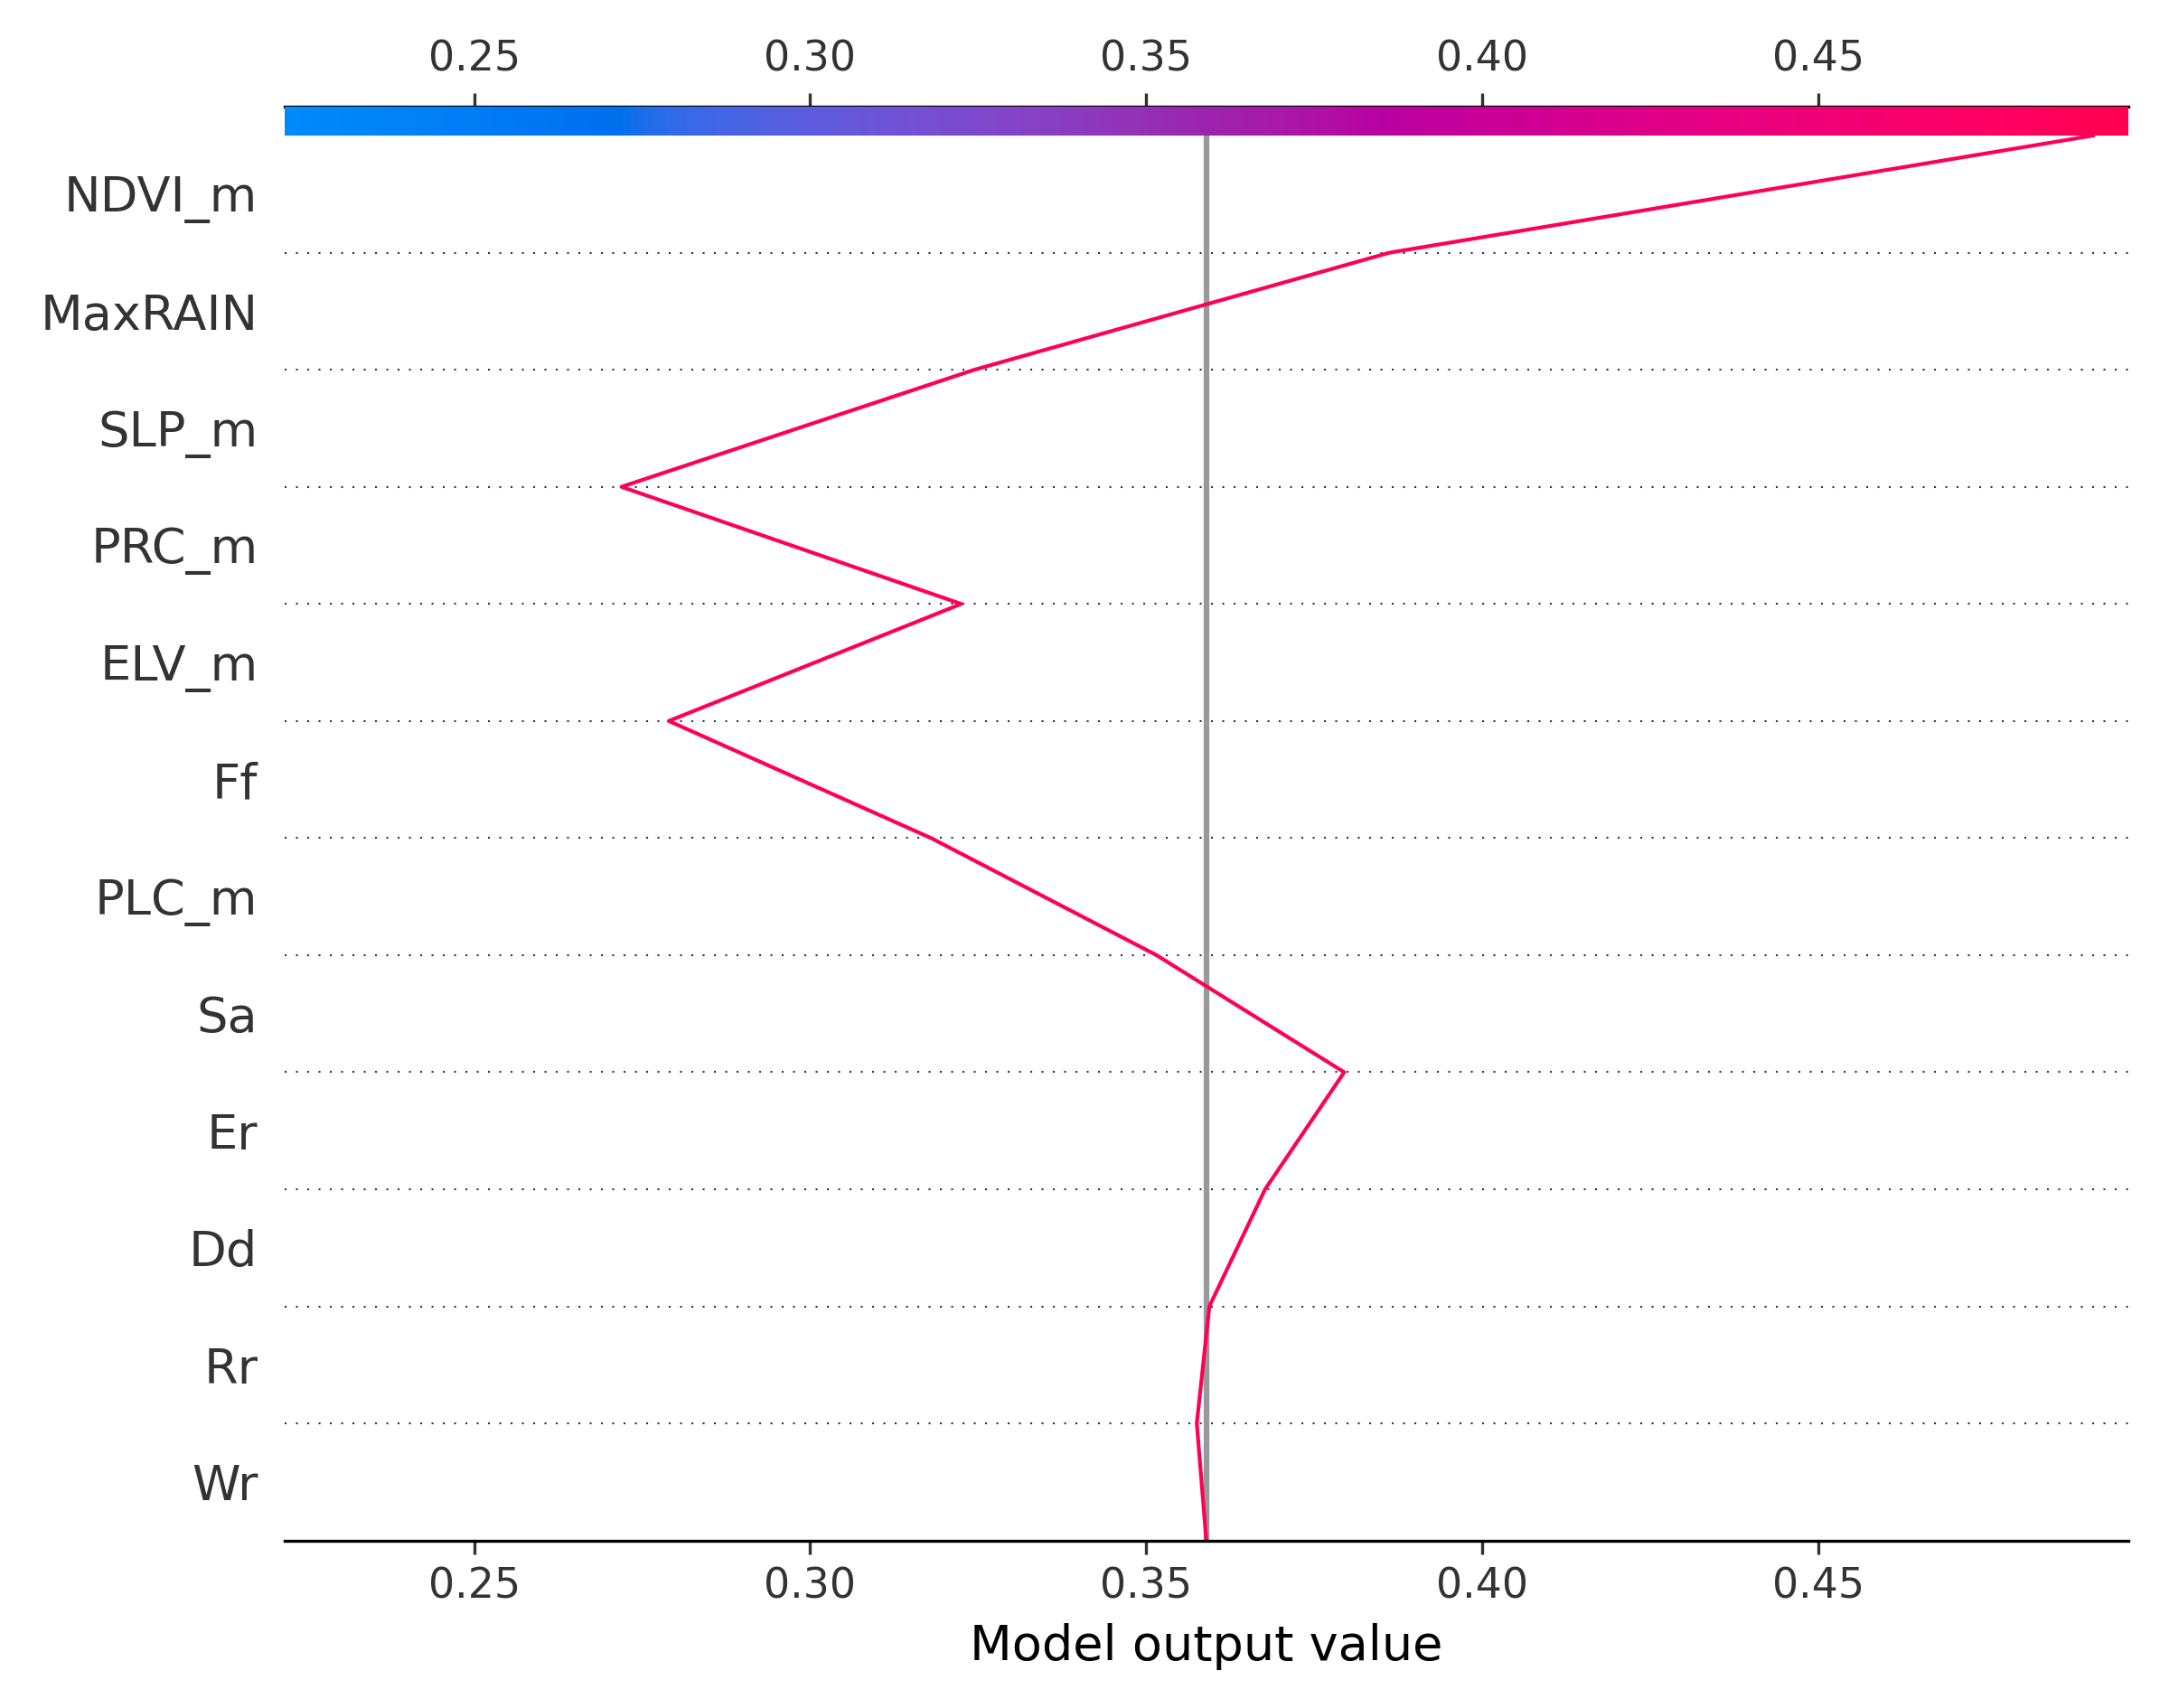 0.25 0.30 0.35 0.40 0.45
NDVI_m
MaxRAIN
SLP_m
PRC_m
ELV_m
Ff
PLC_m
Sa
Er
Dd
Rr
Wr
0.25 0.30 0.35 0.40 0.45
Model output value